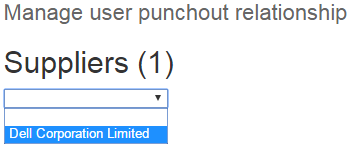 Manage user punchout relationship
Suppliers (1)
Dell Corporation Limited